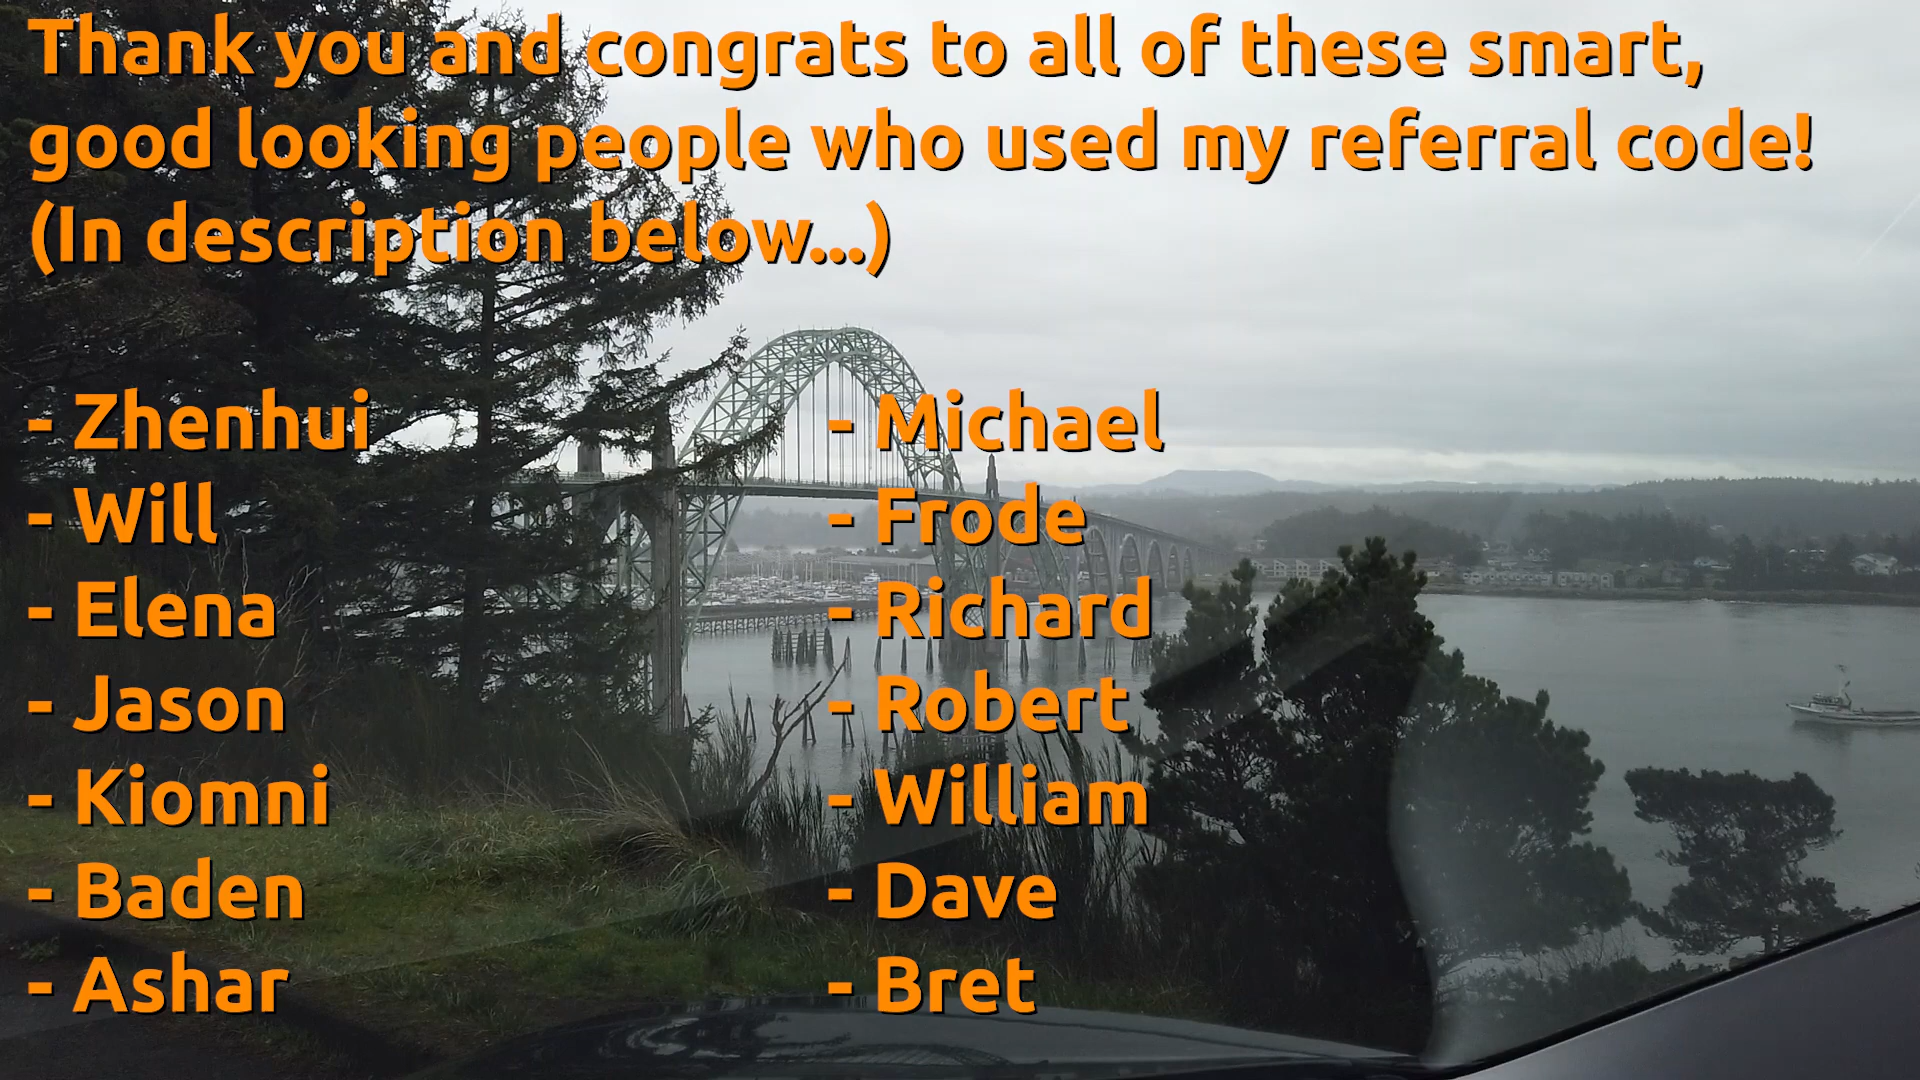 Thank you and congrats to all of these smart,
good looking people who used my referral code!
(In description below...)
- Zhenhui
- Will
- Elena
- Jason
- Kiomni
- Baden
- Ashar
- Michael
- Frode
- Richard
- Robert
- William
- Dave
- Bret